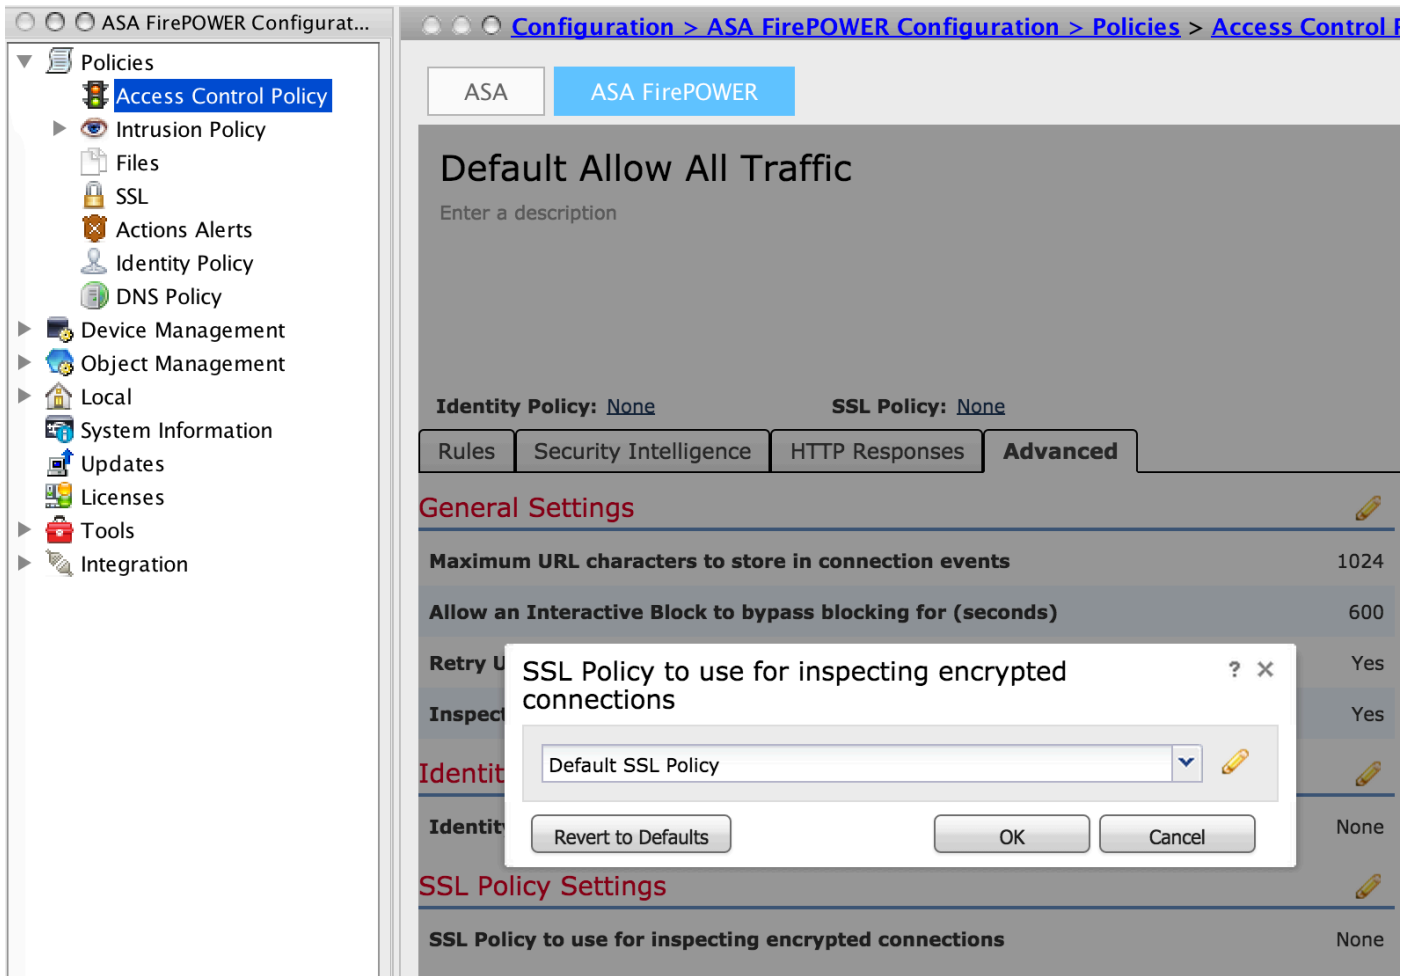 ASA FirePOWER Configurat...
Policies
Access Control Policy
Intrusion Policy
Files
SSL
Actions Alerts
Identity Policy
DNS Policy
Device Management
Object Management
Local
System Information
Updates
Licenses
Tools
Integration
Configuration > ASA FirePOWER Configuration > Policies > Access Control
ASA ASA FirePOWER
Default Allow All Traffic
Enter a description
Identity Policy: None SSL Policy: None
Rules Security Intelligence HTTP Responses Advanced
General Settings
Maximum URL characters to store in connection events 1024
Allow an Interactive Block to bypass blocking for (seconds) 600
Retry U Yes
Inspect Yes
SSL Policy to use for inspecting encrypted ?
connections
Default SSL Policy
Revert to Defaults OK Cancel
Identit
Identit None
SSL Policy Settings
SSL Policy to use for inspecting encrypted connections None